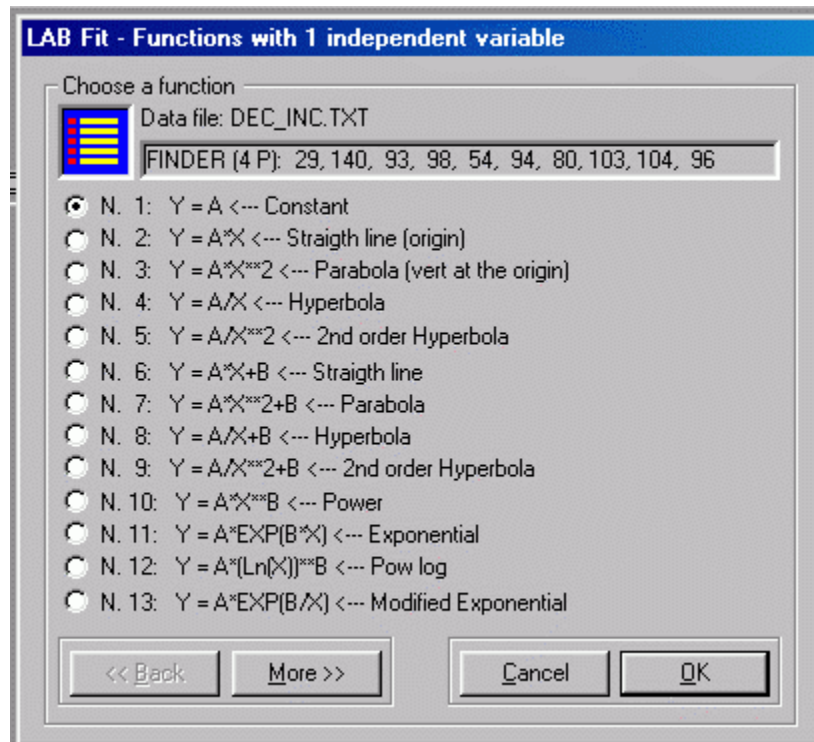 LAB Fit - Functions with 1 independent variable
Choose a function
Data file: DEC_INC.TXT
FINDER (4 P): 29, 140, 93, 98, 54, 94, 80, 103, 104, 96
N. 1: Y = A <--- Constant
N. 2: Y = A*X <--- Straigth line (origin)
N. 3: Y = A*X**2 <--- Parabola (vert at the origin)
N. 4: Y = A/X <--- Hyperbola
N. 5: Y = A/X**2 <--- 2nd order Hyperbola
N. 6: Y = A*X+B <--- Straigth line
N. 7: Y = A*X**2+B <--- Parabola
N. 8: Y = A/X+B <--- Hyperbola
N. 9: Y = A/X**2+B <--- 2nd order Hyperbola
N. 10: Y = A*X**B <--- Power
N. 11: Y = A*EXP(B*X) <--- Exponential
N. 12: Y = A*(Ln(X))**B <--- Pow log
N. 13: Y = A*EXP(B/X) <--- Modified Exponential
<< Back More >> Cancel OK